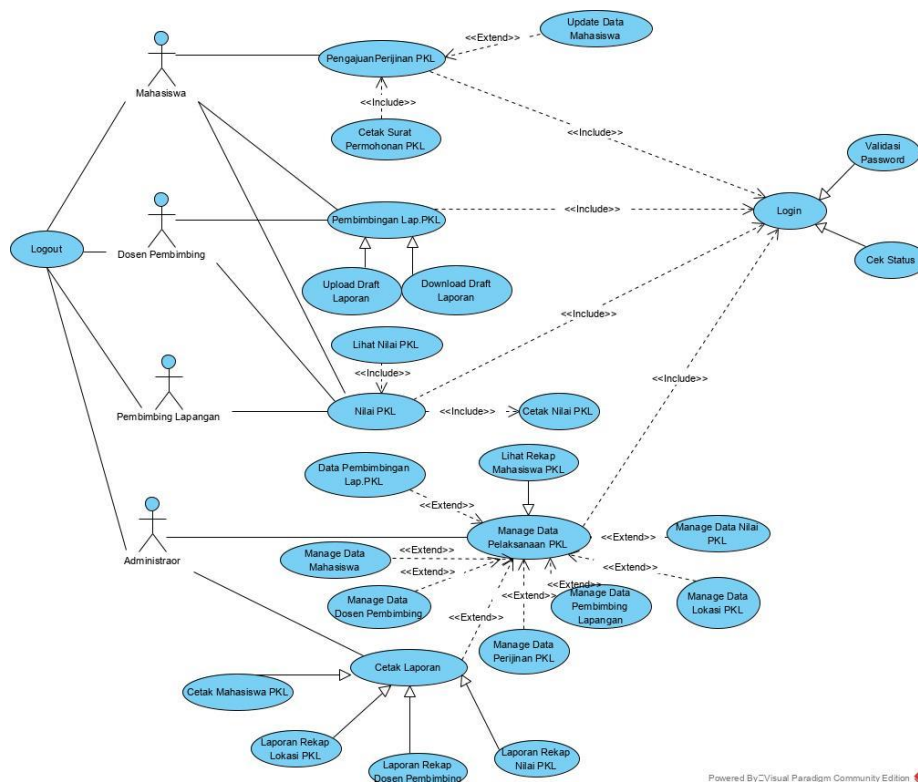 Update Data
Mahasiswa
<<Extend>>
PengajuanPerijinan PKL
Mahasiswa
<<Include>>
Cetak Surat
Permohonan PKL
<<Include>>
Validasi
Password
Pembimbingan Lap.PKL
<<Include>>
Login
Logout
Dosen Pembimbing
Cek Status
Upload Draft
Laporan
Download Draft
Laporan
<<Include>>
Lihat Nilai PKL
<<Include>>
<<Include>>
Pembimbing Lapangan
Nilai PKL
<<Include>>
Cetak Nilai PKL
Lihat Rekap
Mahasiswa PKL
Data Pembimbingan
Lap.PKL
<<Extend>>
Administraor
Manage Data
Pelaksanaan PKL
<<Extend>>
Manage Data Nilai
PKL
Manage Data
Mahasiswa
<<Extend>>
<<Extend>>
<<Extend>>
<<Extend>>
Manage Data
Dosen Pembimbing
Manage Data
Pembimbing
Lapangan
Manage Data
Lokasi PKL
<<Extend>>
<<Extend>>
Manage Data
Perijinan PKL
Cetak Laporan
Cetak Mahasiswa PKL
Laporan Rekap
Lokasi PKL
Laporan Rekap
Dosen Pembimbing
Laporan Rekap
Nilai PKL
Powered By Visual Paradigm Community Edition